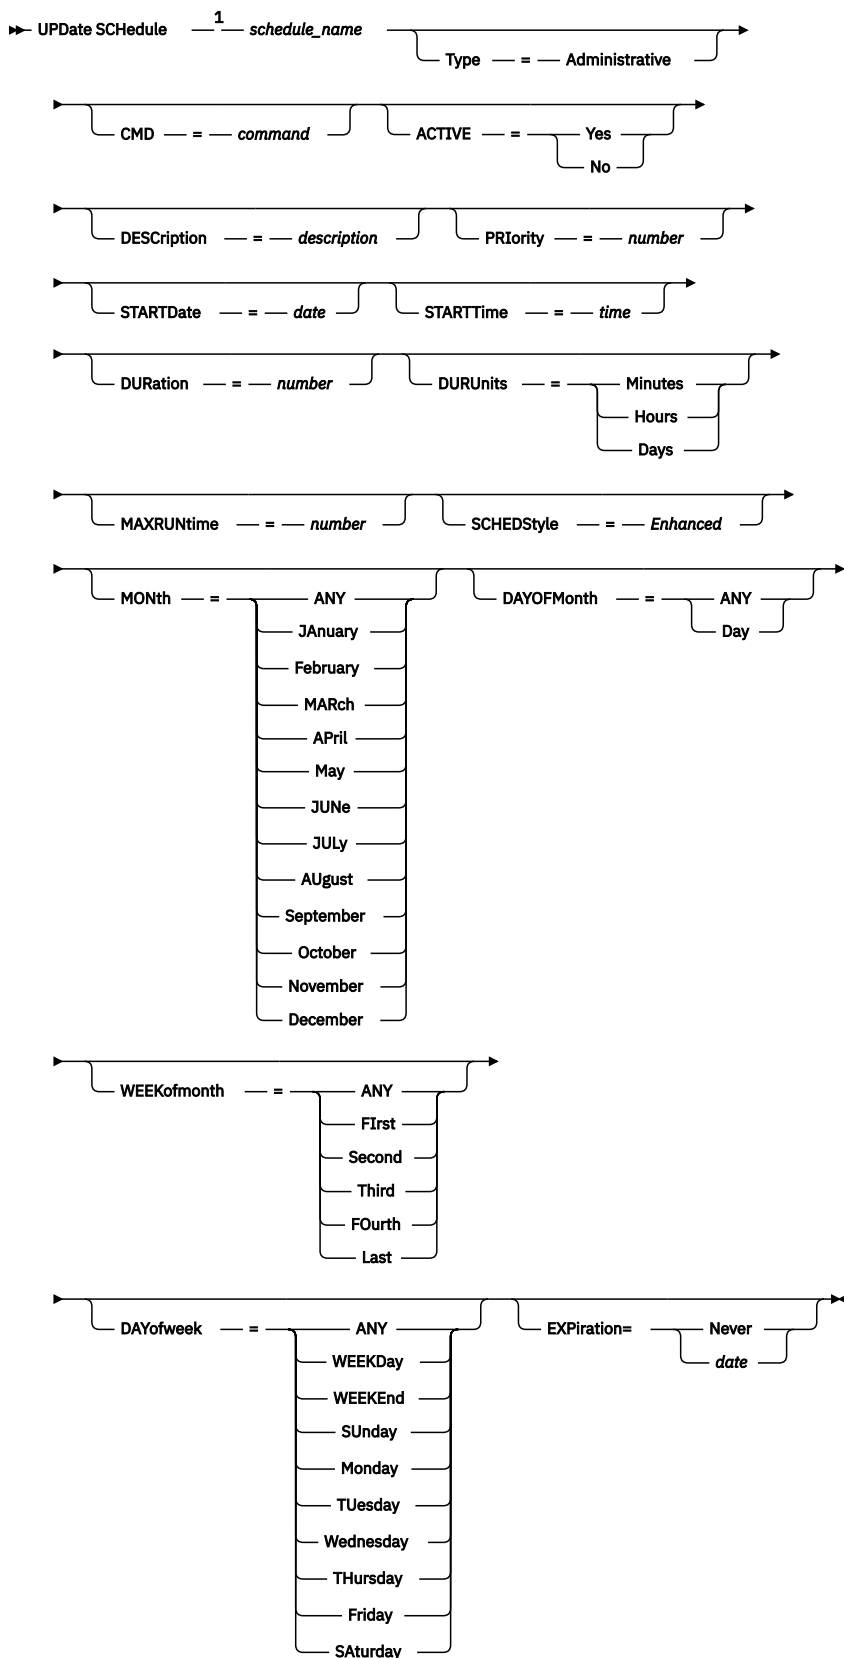 1
UPDate SCHedule schedule_name
Type = Administrative
CMD = command ACTIVE = Yes
No
DESCription = description PRIority = number
STARTDate = date STARTTime = time
DURation = number DURUnits = Minutes
Hours
Days
MAXRUNtime = number SCHEDStyle = Enhanced
MONth = ANY DAYOFMonth = ANY
JAnuary Day
February
MARch
APril
May
JUNe
JULy
AUgust
September
October
November
December
WEEKofmonth = ANY
FIrst
Second
Third
FOurth
Last
DAYofweek = ANY EXPiration= Never
WEEKDay date
WEEKEnd
SUnday
Monday
TUesday
Wednesday
THursday
Friday
SAturday